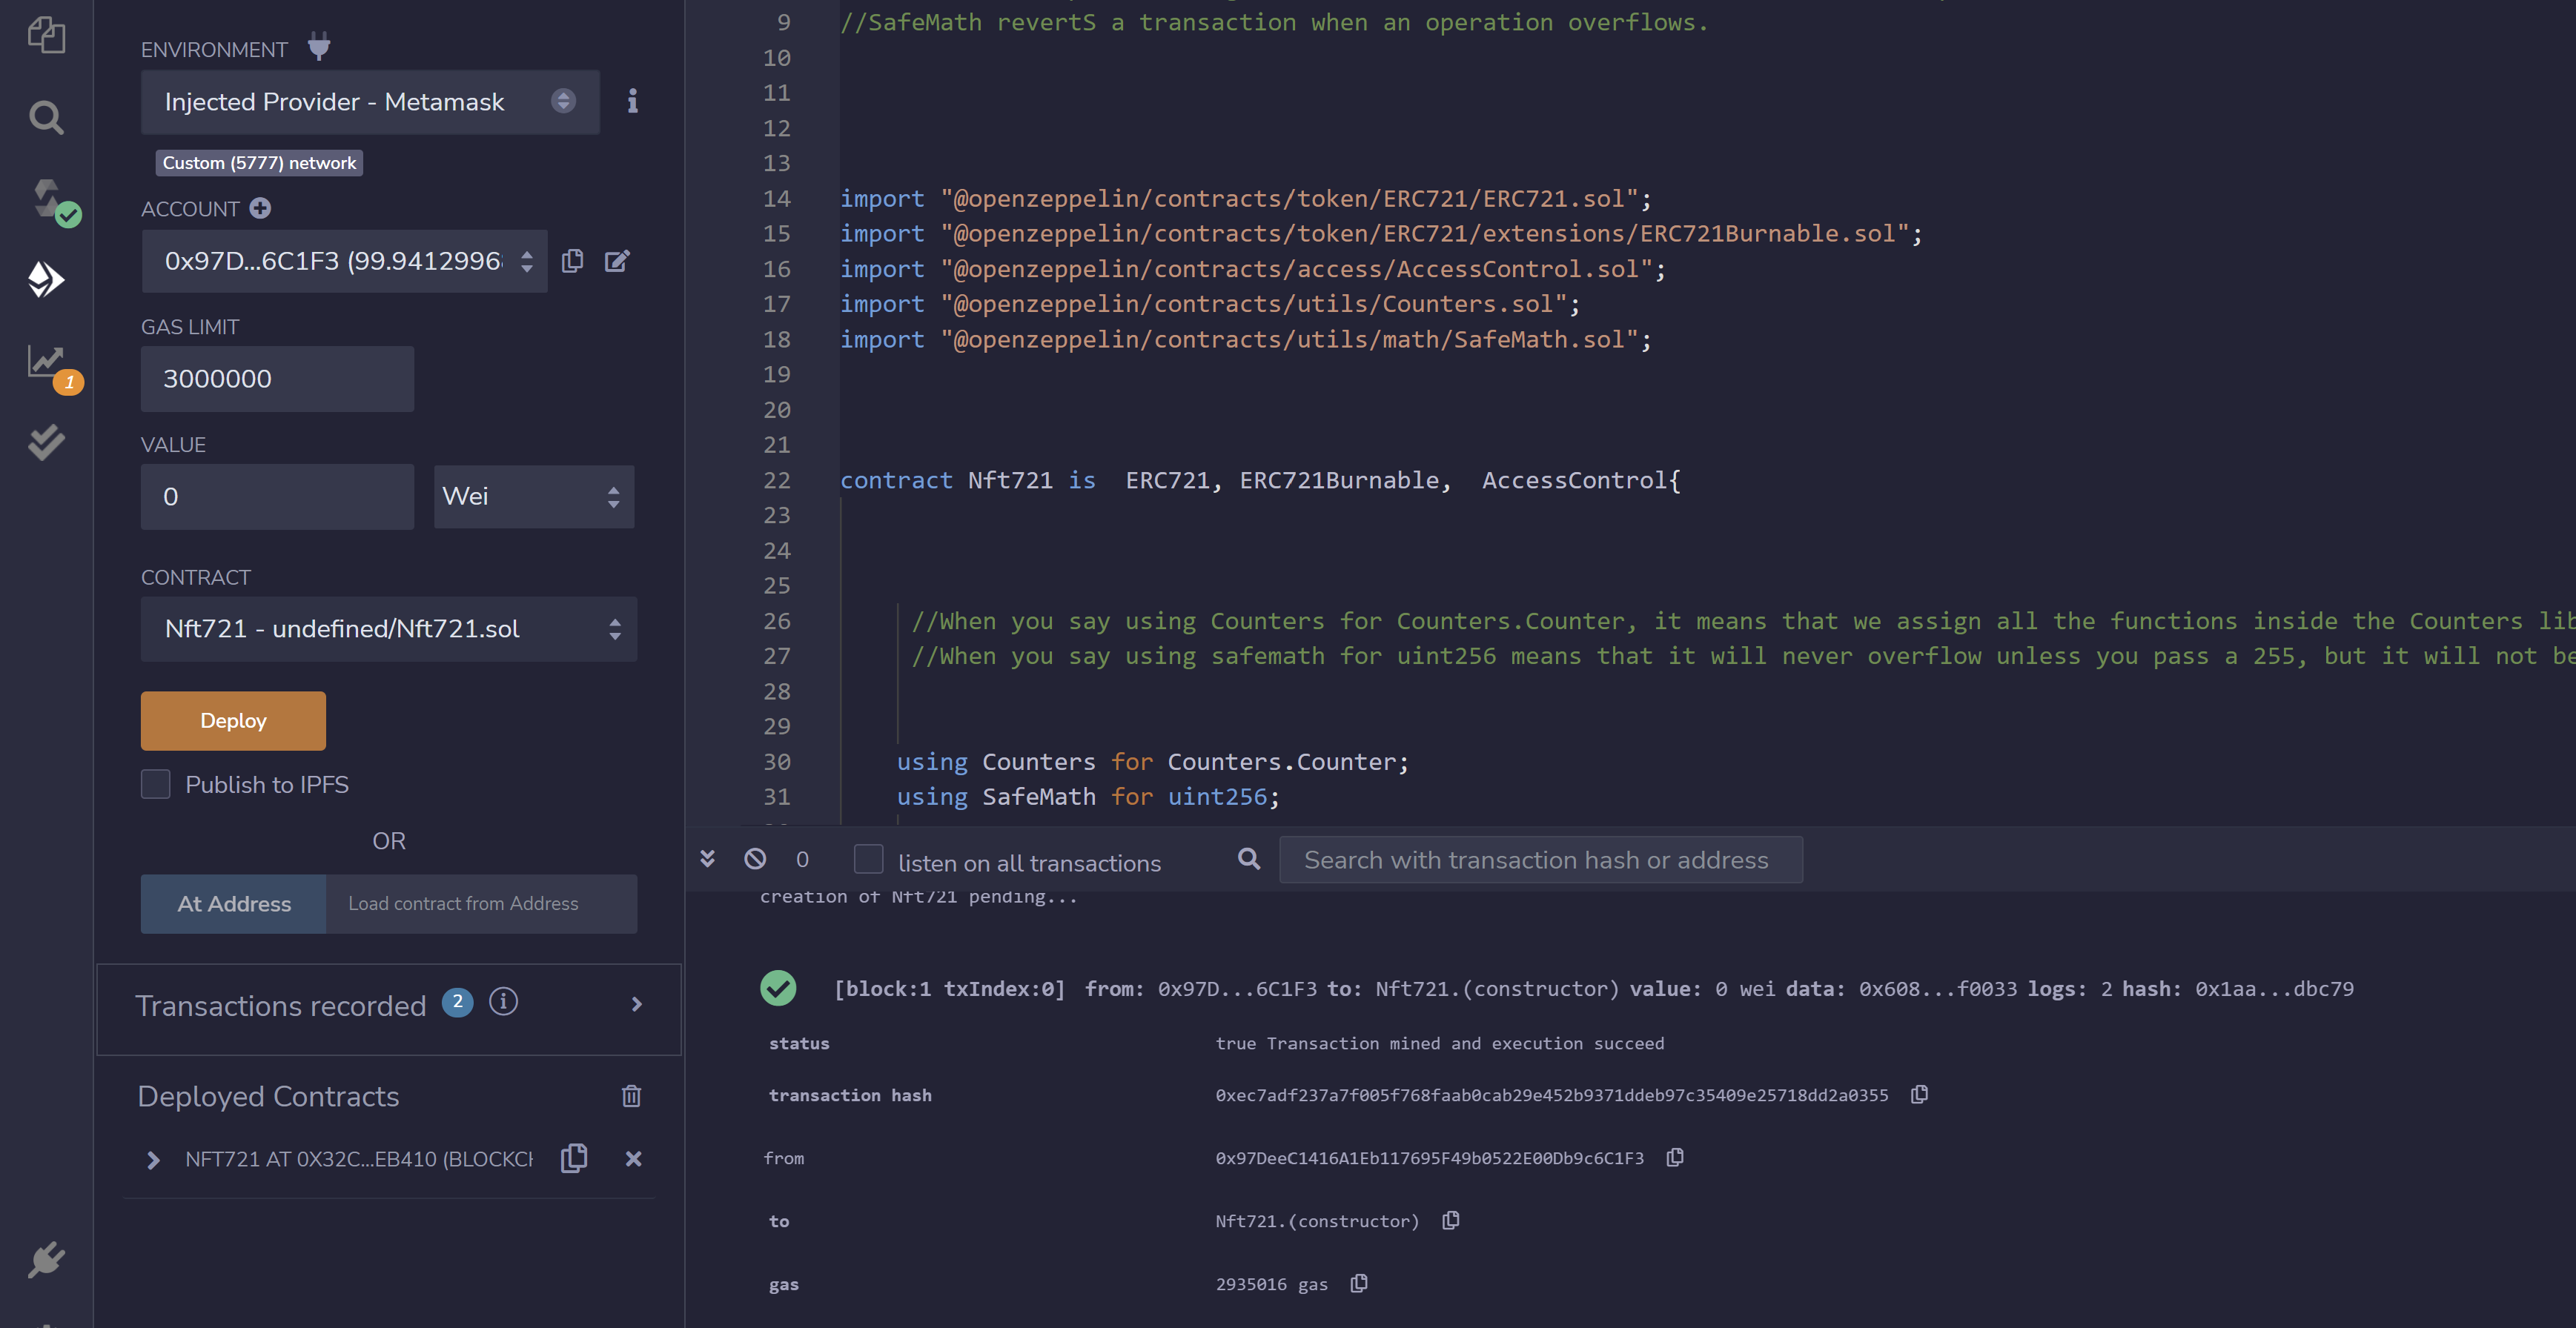 ENVIRONMENT
Injected Provider - Metamask
Custom (5777) network
ACCOUNT
0x97D...6C1F3 (99.9412996
GAS LIMIT
3000000
VALUE
0
Wei
CONTRACT
Nft721 - undefined/Nft721.sol
Deploy
Publish to IPFS
OR
At Address
Load contract from Address
Transactions recorded 2
Deployed Contracts
NFT721 AT 0X32C...EB410 (BLOCKCH
1
9 //SafeMath revertS a transaction when an operation overflows.
10
11
12
13
14 import "@openzeppelin/contracts/token/ERC721/ERC721.sol";
15 import "@openzeppelin/contracts/token/ERC721/extensions/ERC721Burnable.sol";
16 import "@openzeppelin/contracts/access/AccessControl.sol";
17 import "@openzeppelin/contracts/utils/Counters.sol";
18 import "@openzeppelin/contracts/utils/math/SafeMath.sol";
19
20
21
22 contract Nft721 is  ERC721, ERC721Burnable,  AccessControl{
23
24
25
26 //When you say using Counters for Counters.Counter, it means that we assign all the functions inside the Counters lib
27 //When you say using safemath for uint256 means that it will never overflow unless you pass a 255, but it will not be
28
29
30 using Counters for Counters.Counter;
31 using SafeMath for uint256;
0
listen on all transactions
Search with transaction hash or address
creation of Nft721 pending...
[block:1 txIndex:0] from: 0x97D...6C1F3 to: Nft721.(constructor) value: 0 wei data: 0x608...f0033 logs: 2 hash: 0x1aa...dbc79
status true Transaction mined and execution succeed
transaction hash 0xec7adf237a7f005f768faab0cab29e452b9371ddeb97c35409e25718dd2a0355
from 0x97DeeC1416A1Eb117695F49b0522E00Db9c6C1F3
to Nft721.(constructor)
gas 2935016 gas